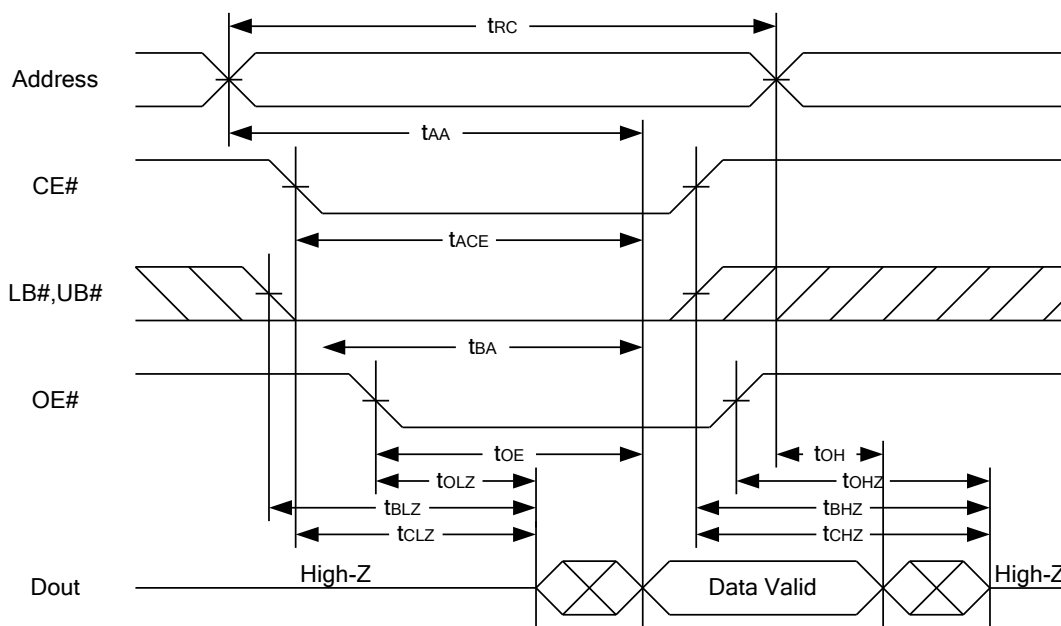 tRC
Address
tAA
CE#
tACE
LB#,UB#
tBA
OE#
tOE
tOH
tOLZ
tOHZ
tBLZ
tBHZ
tCLZ
tCHZ
High-Z
Dout
Data Valid
High-Z